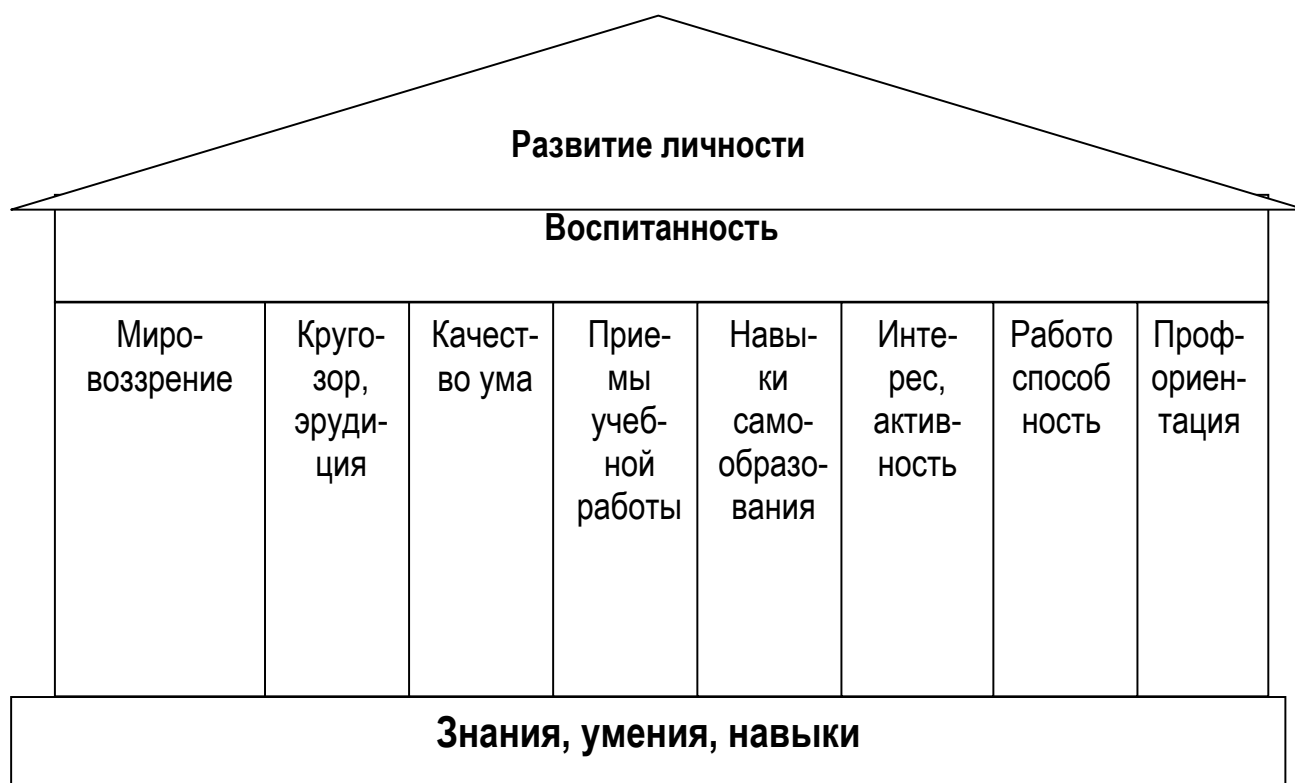 Развитие личности
Воспитанность
Миро-
воззрение
Круго-
зор,
эруди-
ция
Качест-
во ума
Прие-
мы
учеб-
ной
работы
Навы-
ки
само-
образо-
вания
Инте-
рес,
актив-
ность
Работо
способ
ность
Проф-
ориен-
тация
Знания, умения, навыки